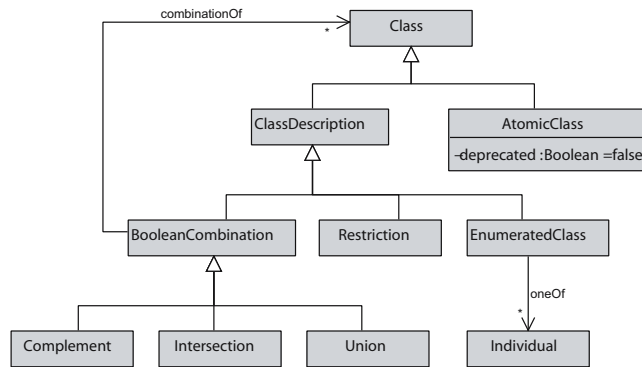 combinationOf
*
Class
ClassDescription
AtomicClass
-deprecated :Boolean =false
BooleanCombination
Restriction
EnumeratedClass
oneOf
*
Complement
Intersection
Union
Individual